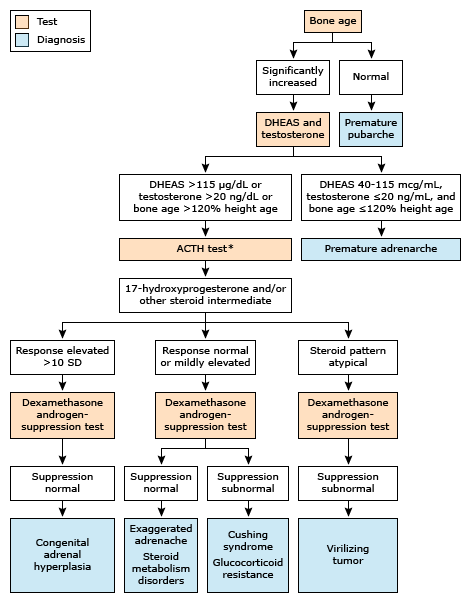 Test
Diagnosis
Bone age
Significantly
increased
Normal
DHEAS and
testosterone
Premature
pubarche
DHEAS >115 µg/dL or
testosterone >20 ng/dL or
bone age >120% height age
DHEAS 40-115 mcg/mL,
testosterone ≤20 ng/mL, and
bone age ≤120% height age
ACTH test*
Premature adrenarche
17-hydroxyprogesterone and/or
other steroid intermediate
Response elevated
>10 SD
Response normal
or mildly elevated
Steroid pattern
atypical
Dexamethasone
androgen-
suppression test
Dexamethasone
androgen-
suppression test
Dexamethasone
androgen-
suppression test
Suppression
normal
Suppression
normal
Suppression
subnormal
Suppression
subnormal
Congenital
adrenal
hyperplasia
Exaggerated
adrenache
Steroid
metabolism
disorders
Cushing
syndrome
Glucocorticoid
resistance
Virilizing
tumor